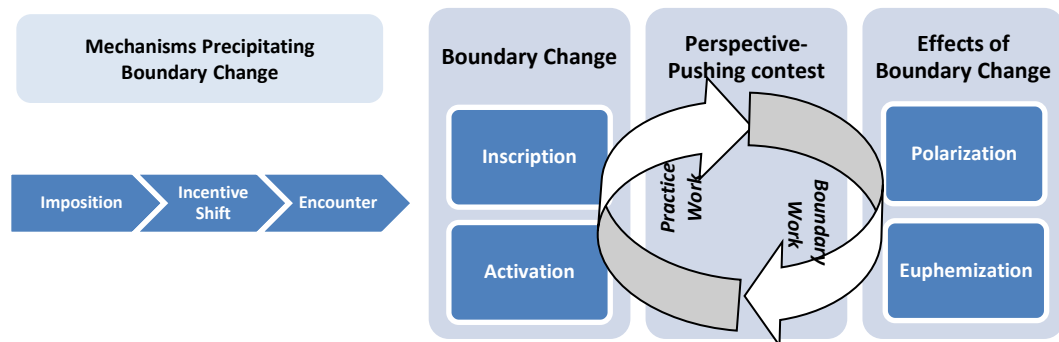 Mechanisms Precipitating
Boundary Change
Imposition
Incentive
Shift
Encounter
Boundary Change
Inscription
Activation
Perspective-
Pushing contest
Practice
Work
Boundary
Work
Effects of
Boundary Change
Polarization
Euphemization